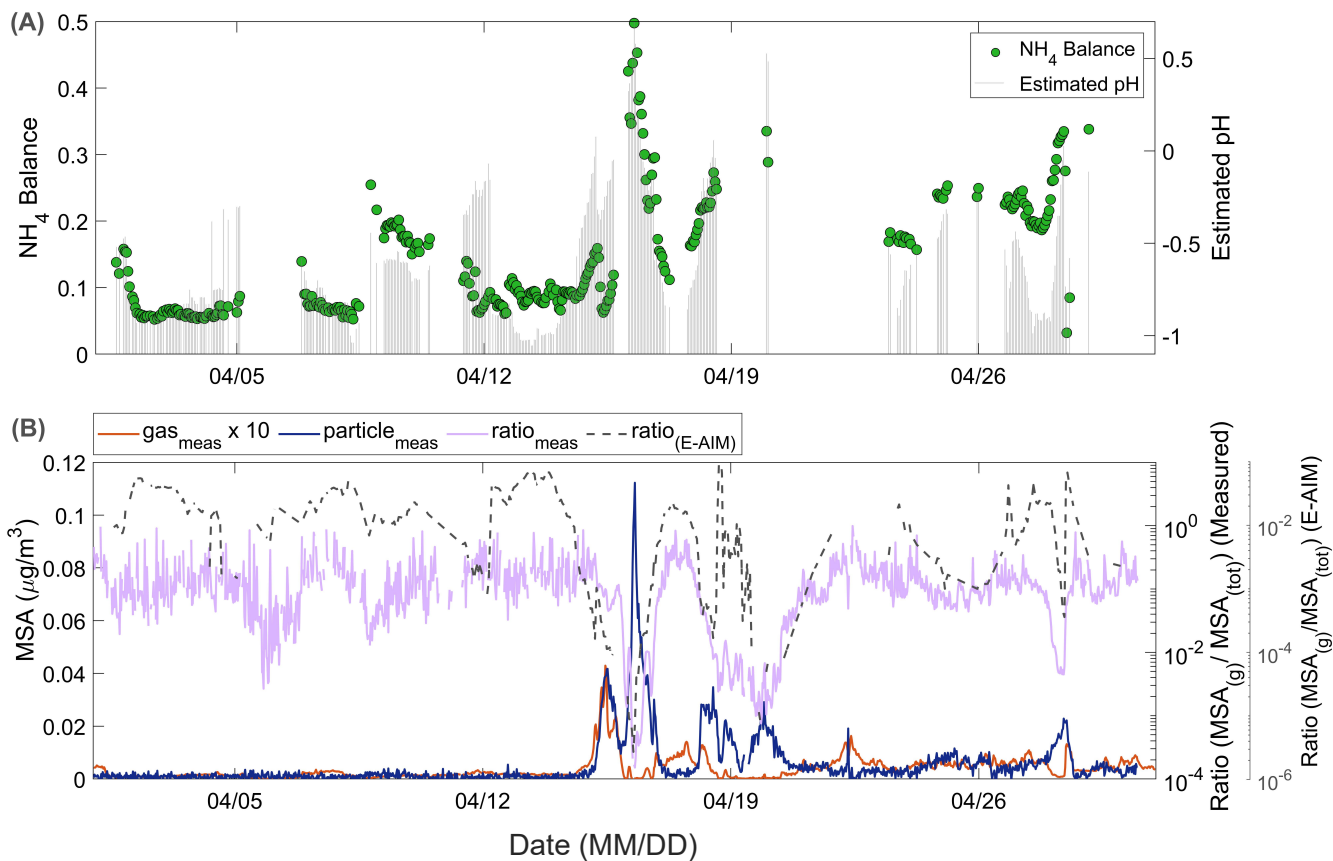 (A)
0.5
0.4
0.3
0.2
0.1
0
NH4 Balance
NH4 Balance
Estimated pH
0.5
0
-0.5
-1
Estimated pH
04/05 04/12 04/19 04/26
(B)
gasmeas x 10 particlemeas ratiomeas ratio(E-AIM)
0.12
0.1
0.08
0.06
0.04
0.02
0
MSA (μg/m3)
100
10-2
10-4
Ratio (MSA(g)/ MSA(tot)) (Measured)
10-2
10-4
10-6
Ratio (MSA(g)/MSA(tot)) (E-AIM)
04/05 04/12 04/19 04/26
Date (MM/DD)